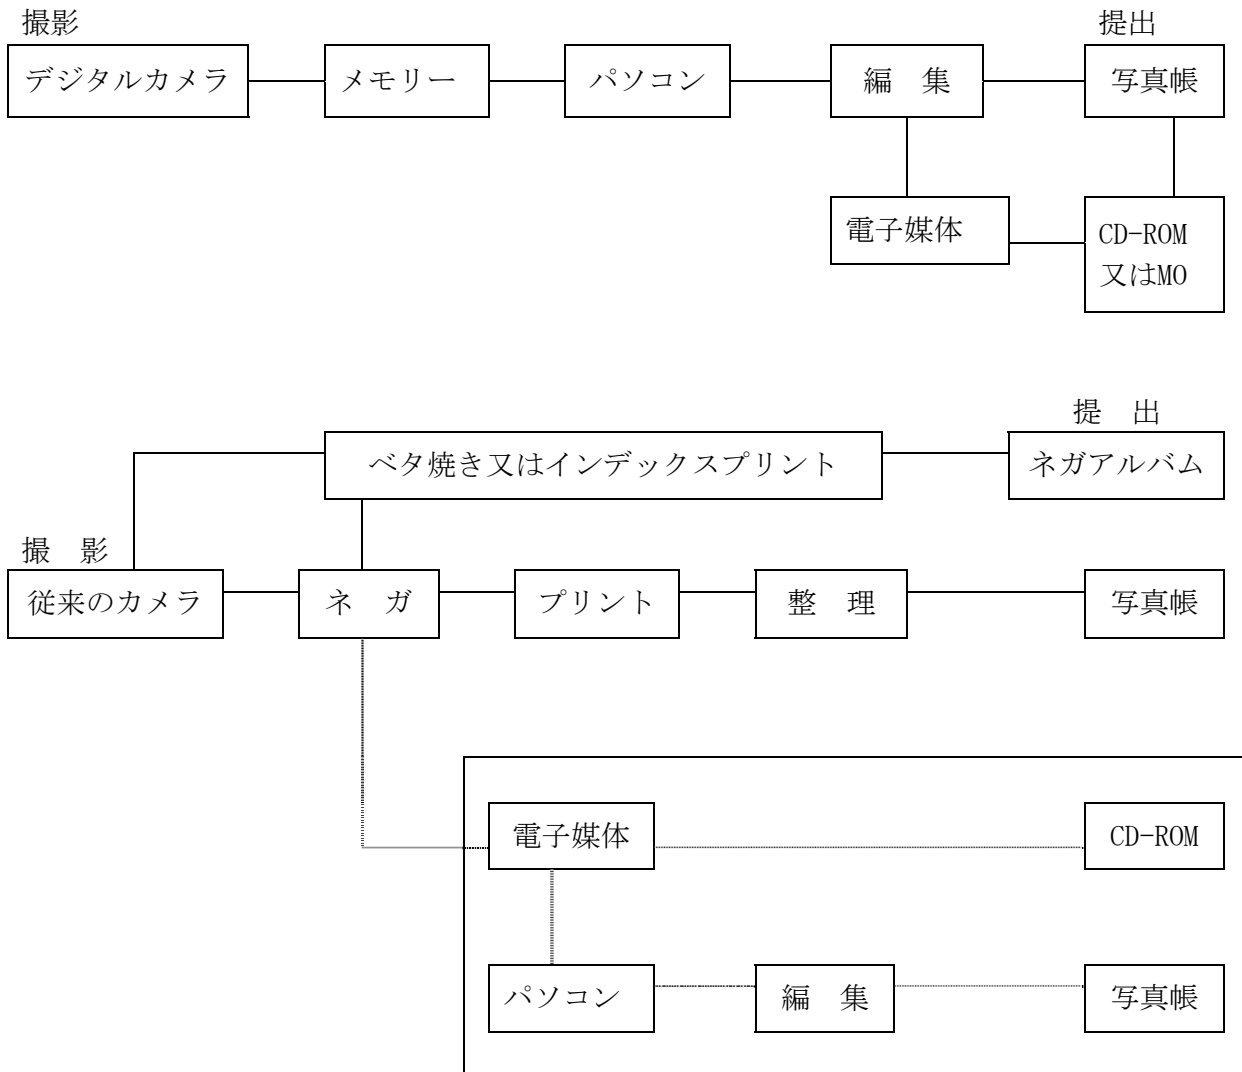 撮影
提出
デジタルカメラ
メモリー
パソコン
編　集
写真帳
電子媒体
CD-ROM
又はMO
提　出
ベタ焼き又はインデックスプリント
ネガアルバム
撮　影
従来のカメラ
ネ　ガ
プリント
整　理
写真帳
電子媒体
CD-ROM
パソコン
編　集
写真帳